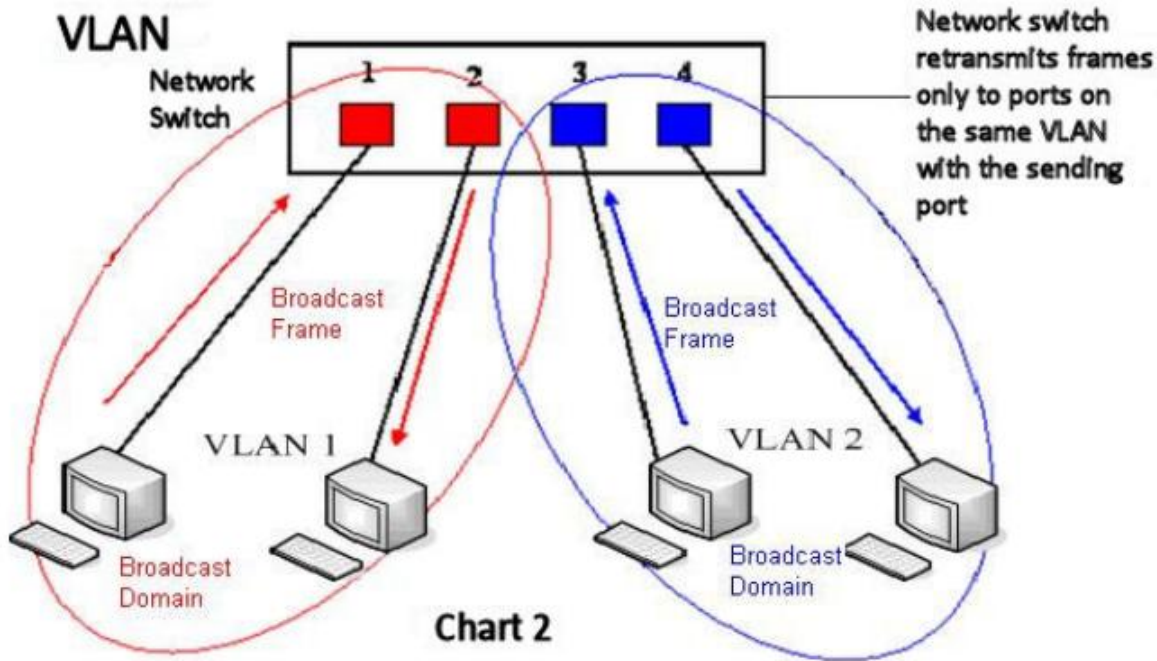 VLAN
Network
Switch
1 2 3 4
Network switch
retransmits frames
only to ports on
the same VLAN
with the sending
port
Broadcast
Frame
Broadcast
Frame
VLAN 1
VLAN 2
Broadcast
Domain
Broadcast
Domain
Chart 2